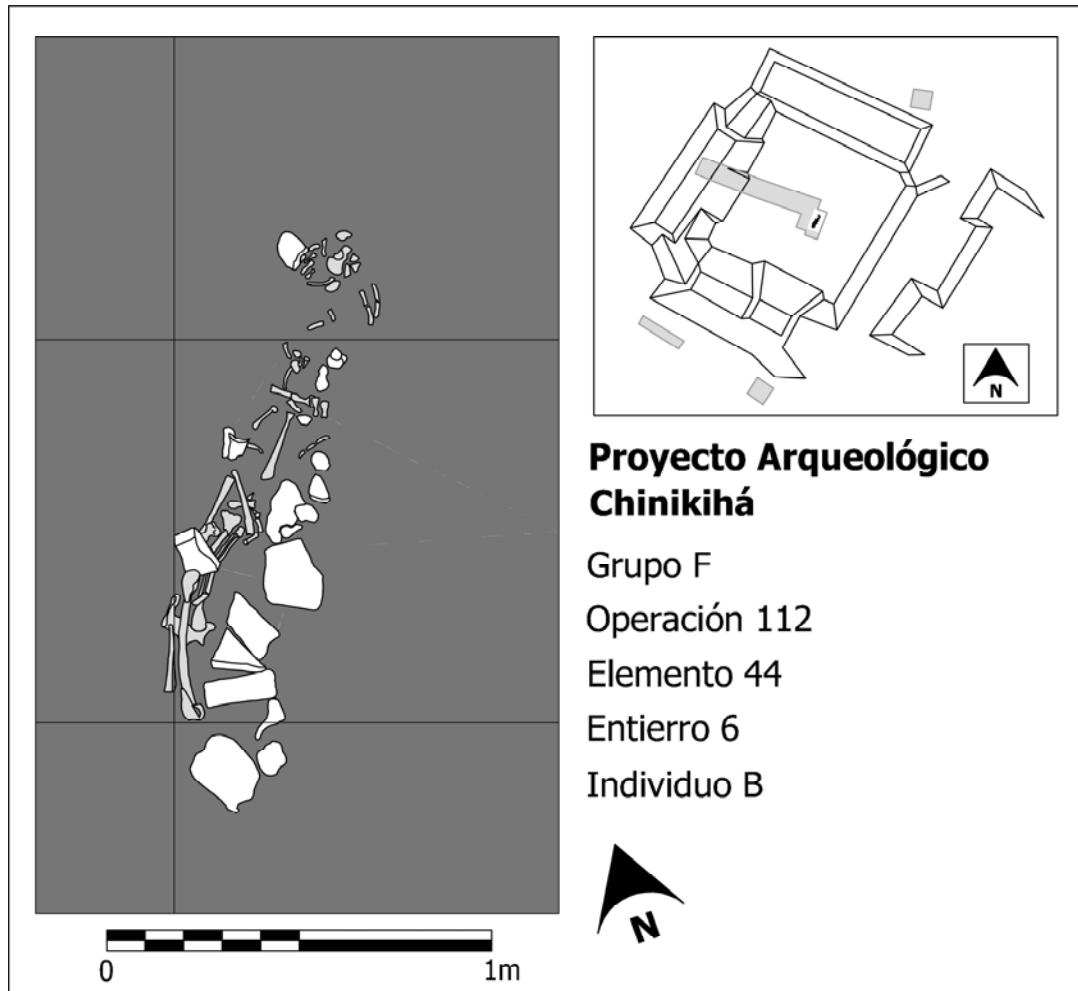 N
Proyecto Arqueológico
Chinikihá
Grupo F
Operación 112
Elemento 44
Entierro 6
Individuo B
N
0 1m